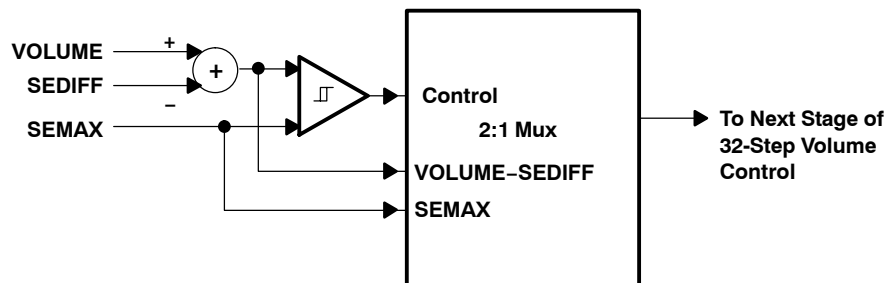 VOLUME
+
SEDIFF
−
+
SEMAX
Control
2:1 Mux
VOLUME−SEDIFF
SEMAX
To Next Stage of
32-Step Volume
Control